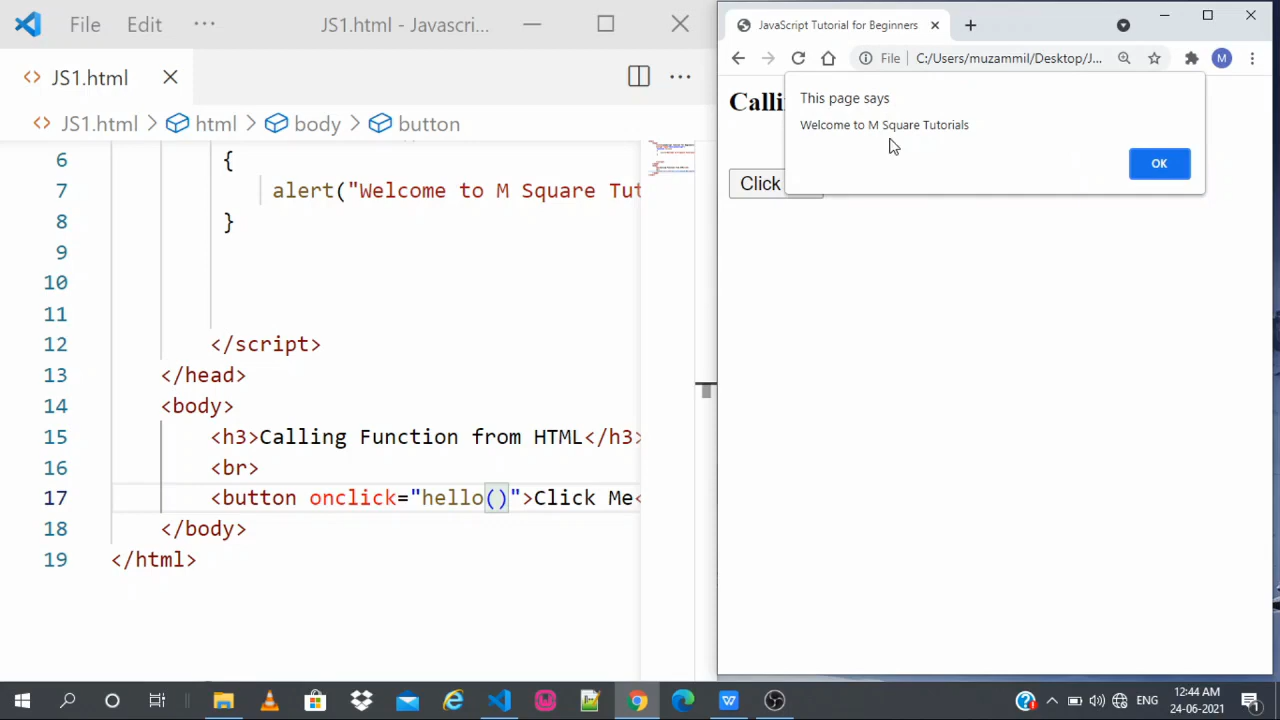 File Edit ··· JS1.html - Javascri...
JS1.html
JS1.html > html > body > button
6 {
7 alert("Welcome to M Square Tut
8 }
9
10
11
12 </script>
13 </head>
14 <body>
15 <h3>Calling Function from HTML</h3>
16 <br>
17 <button onclick="hello()">Click Me<
18 </body>
19 </html>
JavaScript Tutorial for Beginners
File C:/Users/muzammil/Desktop/J... M
Calli
This page says
Welcome to M Square Tutorials
OK
Click
ENG
12:44 AM
24-06-2021
1